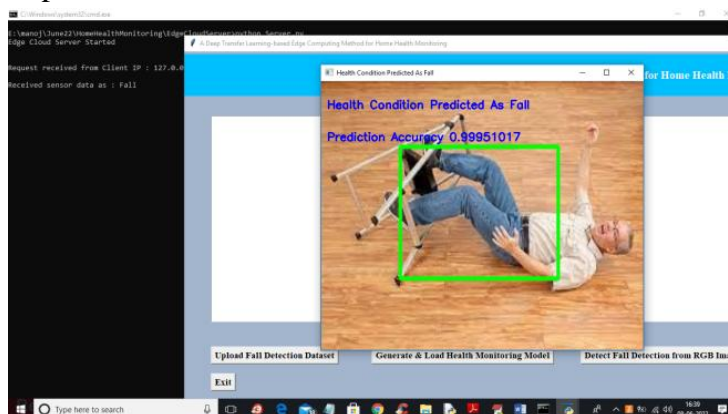 C:\Windows\system32\cmd.exe
E:\manoj\June22\HomeHealthMonitoring\EdgeCloudServer>python Server.py
Edge Cloud Server Started
Request received from Client IP : 127.0.0
Received sensor data as : Fall
A Deep Transfer Learning-based Edge Computing Method for Home Health Monitoring
for Home Health
Health Condition Predicted As Fall
Health Condition Predicted As Fall
Prediction Accuracy 0.99951017
Upload Fall Detection Dataset
Generate & Load Health Monitoring Model
Detect Fall Detection from RGB Ima
Exit
Type here to search
16:39